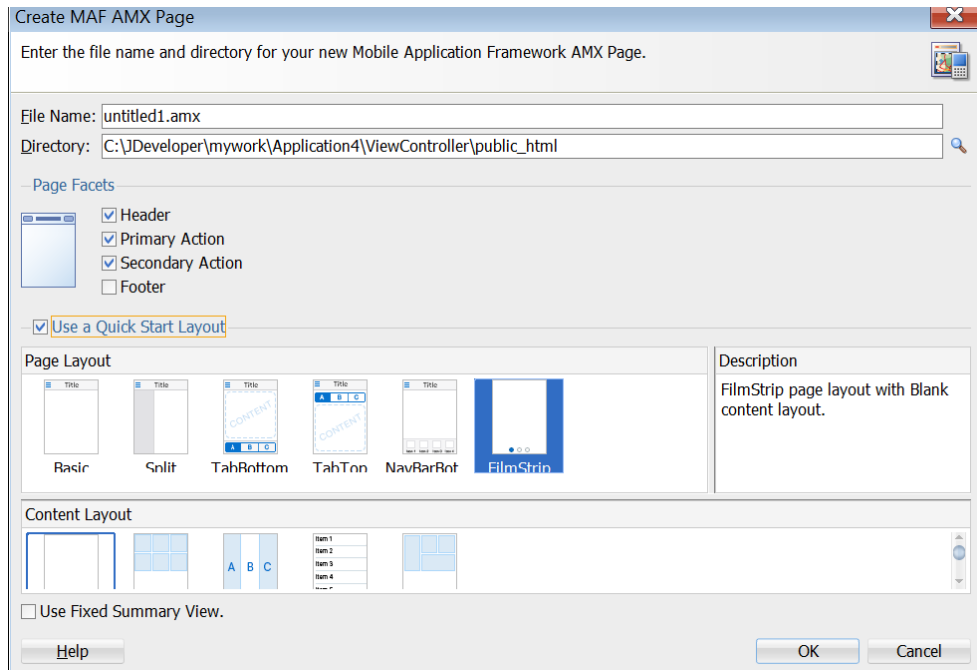 Create MAF AMX Page
Enter the file name and directory for your new Mobile Application Framework AMX Page.
File Name: untitled1.amx
Directory: C:\JDeveloper\mywork\Application4\ViewController\public_html
Page Facets
Header
Primary Action
Secondary Action
Footer
Use a Quick Start Layout
Page Layout
Title Title Title Title Title
A B C
CONTENT CONTENT
A B C
Basic Split TabBottom TabTop NavBarBot FilmStrip
Description
FilmStrip page layout with Blank
content layout.
Content Layout
A B C
Item 1
Item 2
Item 3
Item 4
Use Fixed Summary View.
Help OK Cancel